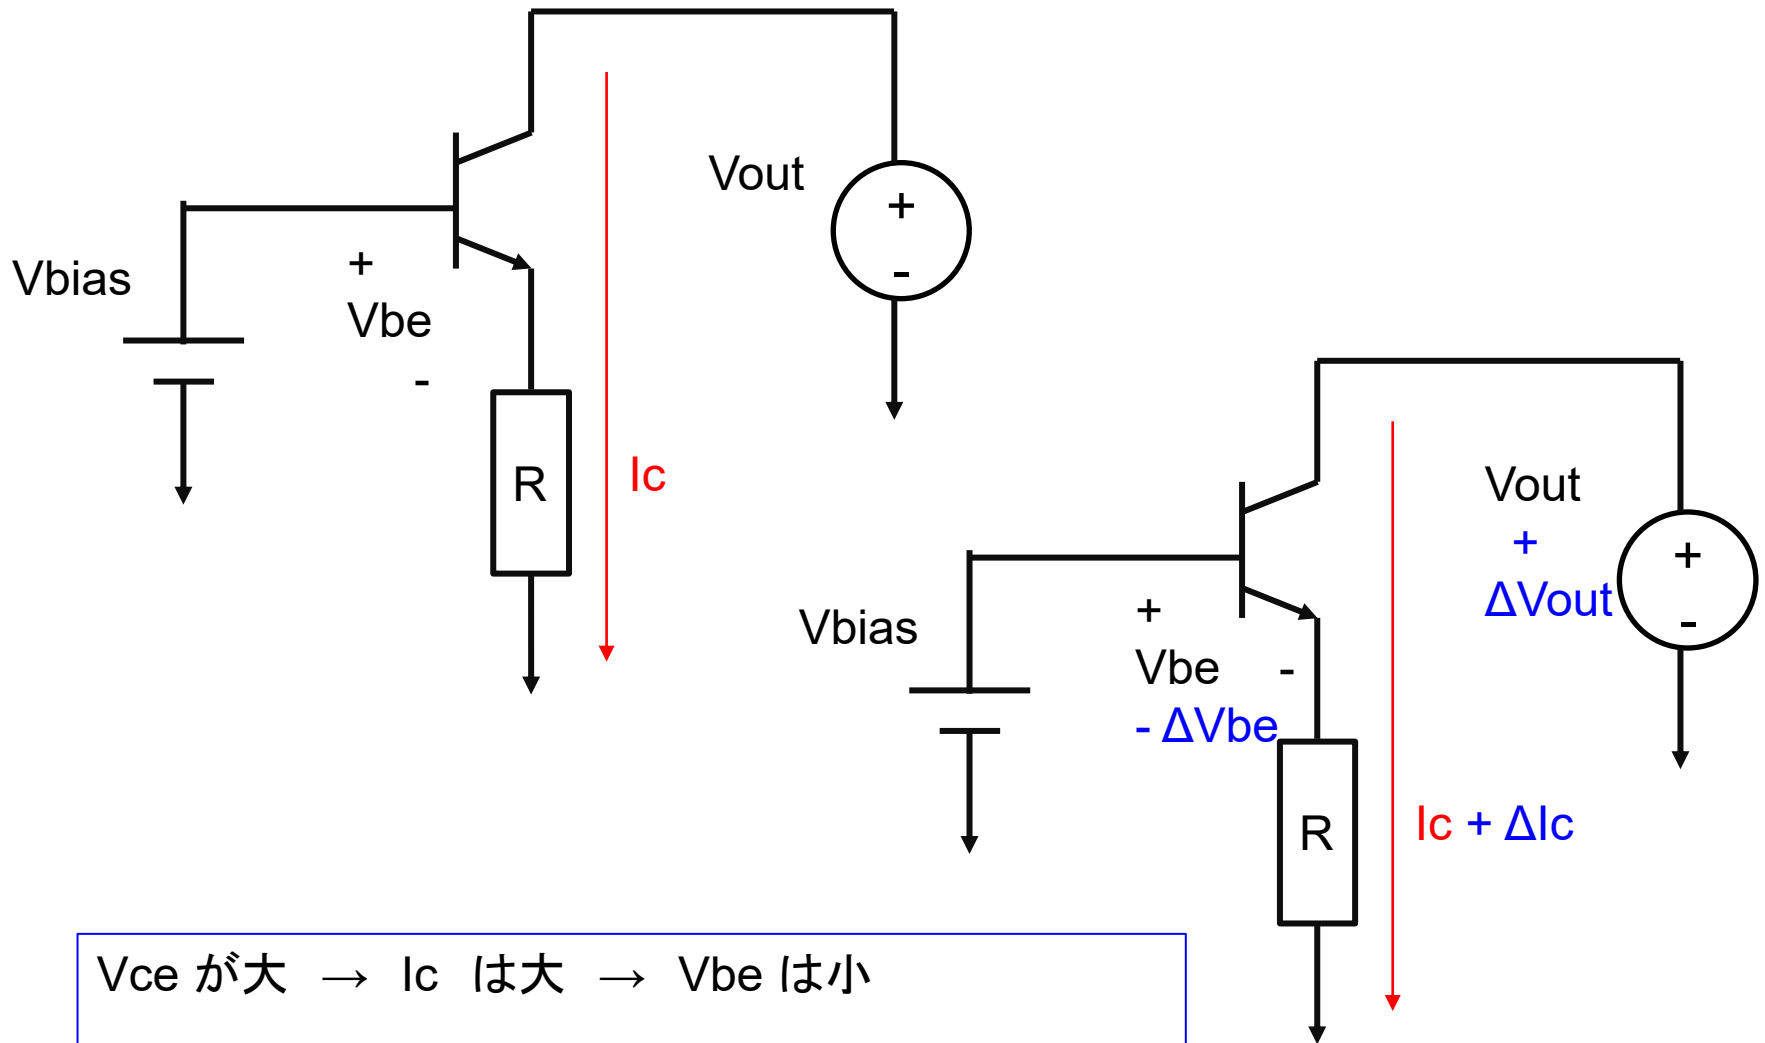 Vout
+
-
Vbias
+
Vbe
-
R
Ic
Vout
+
ΔVout
+
-
Vbias
+
Vbe -
- ΔVbe
R
Ic + ΔIc
Vce が大 → Ic は大 → Vbe は小